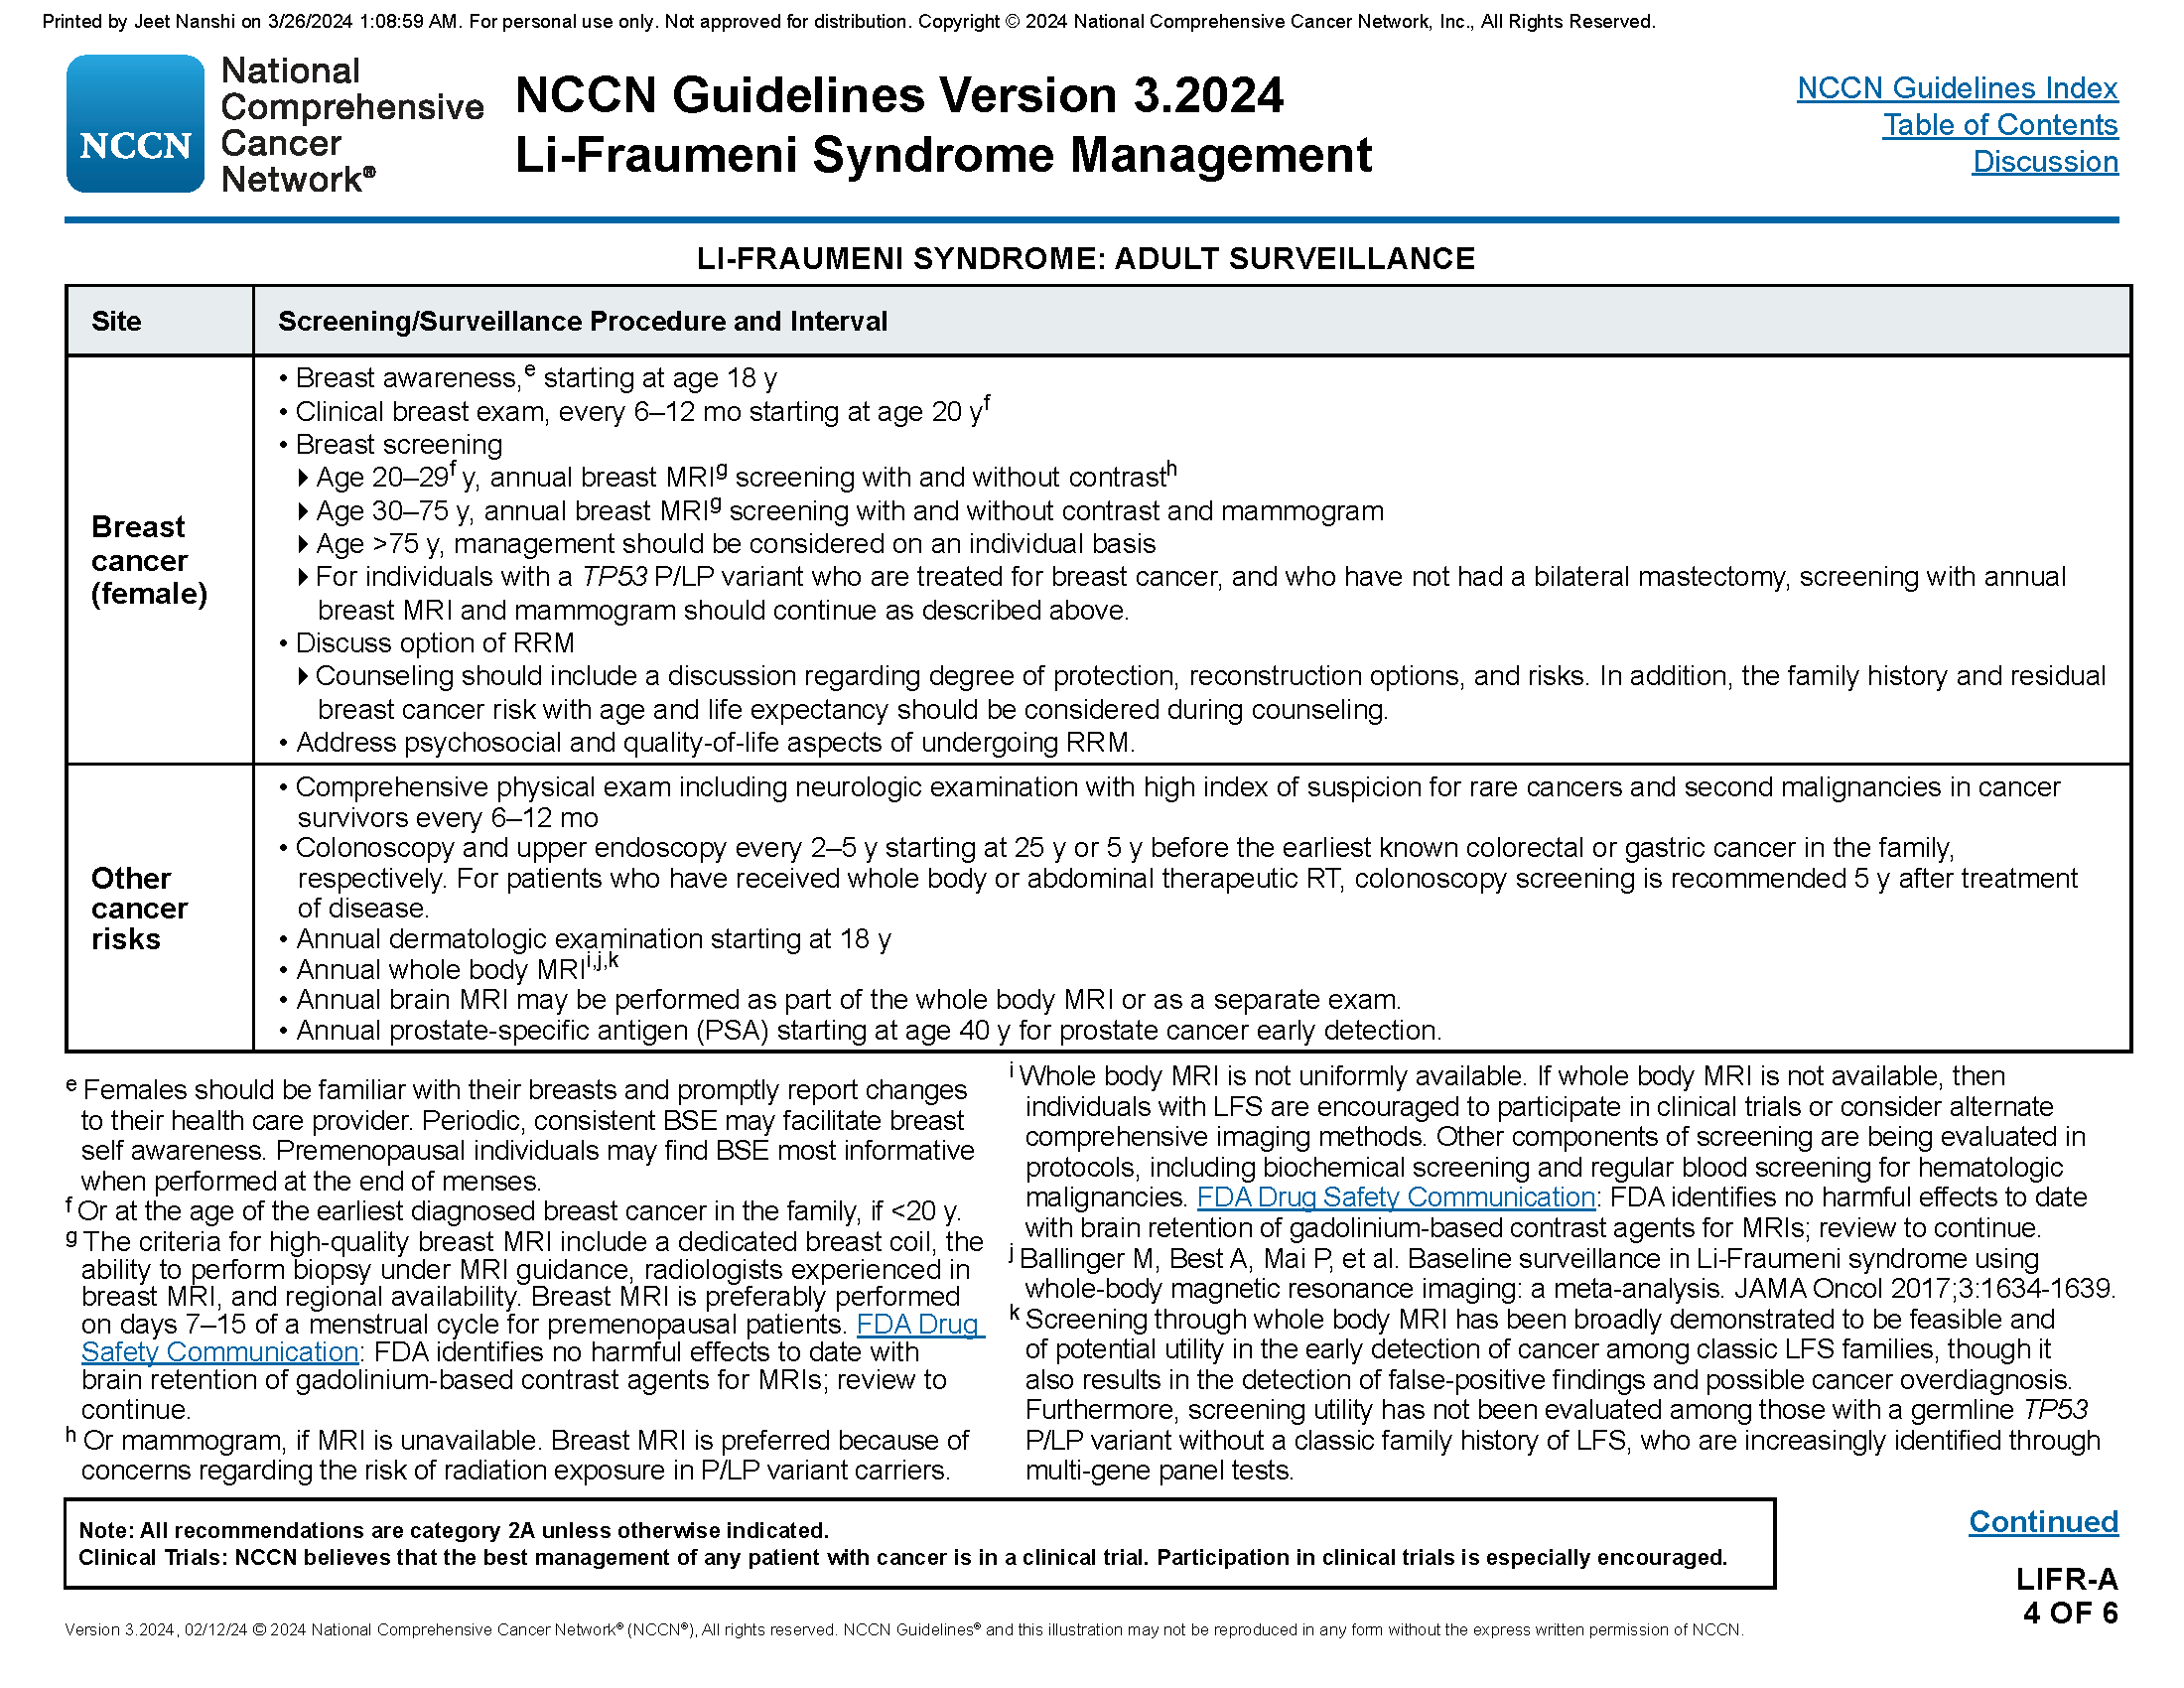 Printed by Jeet Nanshi on 3/26/2024 1:08:59 AM. For personal use only. Not approved for distribution. Copyright © 2024 National Comprehensive Cancer Network, Inc., All Rights Reserved.
NCCN
National
Comprehensive
Cancer
Network®
NCCN Guidelines Version 3.2024
Li-Fraumeni Syndrome Management
NCCN Guidelines Index
Table of Contents
Discussion
LI-FRAUMENI SYNDROME: ADULT SURVEILLANCE
Site
Screening/Surveillance Procedure and Interval
Breast
cancer
(female)
• Breast awareness,e starting at age 18 y
• Clinical breast exam, every 6–12 mo starting at age 20 yf
• Breast screening
▸ Age 20–29f y, annual breast MRIg screening with and without contrasth
▸ Age 30–75 y, annual breast MRIg screening with and without contrast and mammogram
▸ Age >75 y, management should be considered on an individual basis
▸ For individuals with a TP53 P/LP variant who are treated for breast cancer, and who have not had a bilateral mastectomy, screening with annual
breast MRI and mammogram should continue as described above.
• Discuss option of RRM
▸ Counseling should include a discussion regarding degree of protection, reconstruction options, and risks. In addition, the family history and residual
breast cancer risk with age and life expectancy should be considered during counseling.
• Address psychosocial and quality-of-life aspects of undergoing RRM.
Other
cancer
risks
• Comprehensive physical exam including neurologic examination with high index of suspicion for rare cancers and second malignancies in cancer
survivors every 6–12 mo
• Colonoscopy and upper endoscopy every 2–5 y starting at 25 y or 5 y before the earliest known colorectal or gastric cancer in the family,
respectively. For patients who have received whole body or abdominal therapeutic RT, colonoscopy screening is recommended 5 y after treatment
of disease.
• Annual dermatologic examination starting at 18 y
• Annual whole body MRIi,j,k
• Annual brain MRI may be performed as part of the whole body MRI or as a separate exam.
• Annual prostate-specific antigen (PSA) starting at age 40 y for prostate cancer early detection.
e Females should be familiar with their breasts and promptly report changes
to their health care provider. Periodic, consistent BSE may facilitate breast
self awareness. Premenopausal individuals may find BSE most informative
when performed at the end of menses.
f Or at the age of the earliest diagnosed breast cancer in the family, if <20 y.
g The criteria for high-quality breast MRI include a dedicated breast coil, the
ability to perform biopsy under MRI guidance, radiologists experienced in
breast MRI, and regional availability. Breast MRI is preferably performed
on days 7–15 of a menstrual cycle for premenopausal patients. FDA Drug
Safety Communication: FDA identifies no harmful effects to date with
brain retention of gadolinium-based contrast agents for MRIs; review to
continue.
h Or mammogram, if MRI is unavailable. Breast MRI is preferred because of
concerns regarding the risk of radiation exposure in P/LP variant carriers.
i Whole body MRI is not uniformly available. If whole body MRI is not available, then
individuals with LFS are encouraged to participate in clinical trials or consider alternate
comprehensive imaging methods. Other components of screening are being evaluated in
protocols, including biochemical screening and regular blood screening for hematologic
malignancies. FDA Drug Safety Communication: FDA identifies no harmful effects to date
with brain retention of gadolinium-based contrast agents for MRIs; review to continue.
j Ballinger M, Best A, Mai P, et al. Baseline surveillance in Li-Fraumeni syndrome using
whole-body magnetic resonance imaging: a meta-analysis. JAMA Oncol 2017;3:1634-1639.
k Screening through whole body MRI has been broadly demonstrated to be feasible and
of potential utility in the early detection of cancer among classic LFS families, though it
also results in the detection of false-positive findings and possible cancer overdiagnosis.
Furthermore, screening utility has not been evaluated among those with a germline TP53
P/LP variant without a classic family history of LFS, who are increasingly identified through
multi-gene panel tests.
Note: All recommendations are category 2A unless otherwise indicated.
Clinical Trials: NCCN believes that the best management of any patient with cancer is in a clinical trial. Participation in clinical trials is especially encouraged.
Continued
LIFR-A
4 OF 6
Version 3.2024, 02/12/24 © 2024 National Comprehensive Cancer Network® (NCCN®), All rights reserved. NCCN Guidelines® and this illustration may not be reproduced in any form without the express written permission of NCCN.